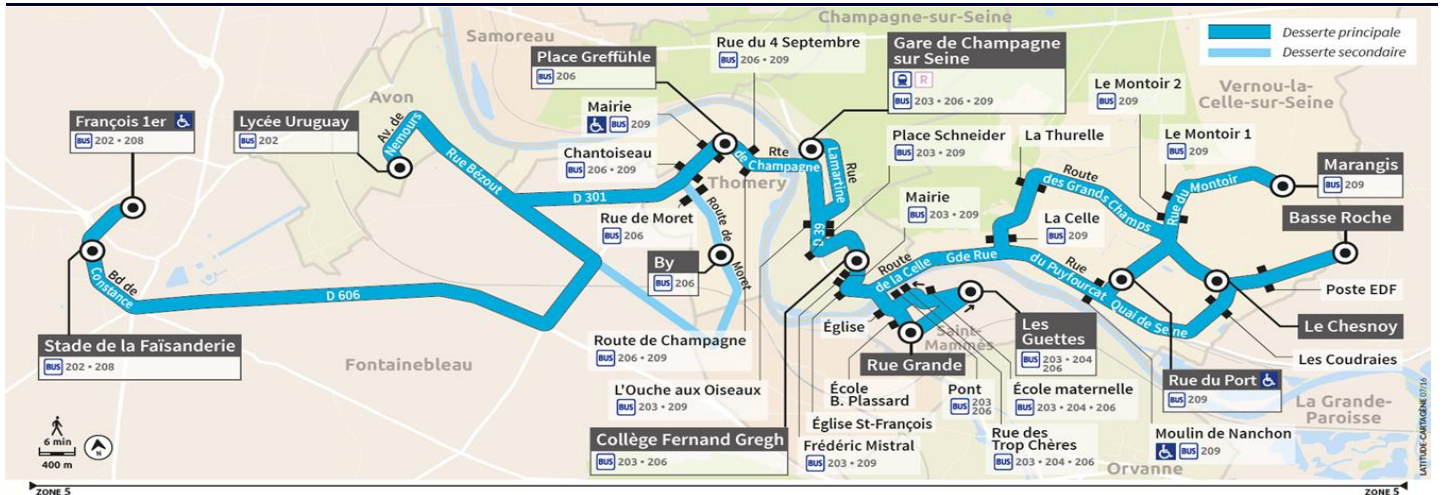 Champagne-sur-Seine
Samoreau
Desserte principale
Desserte secondaire
Place Greffühle
BUS 206
Rue du 4 Septembre
BUS 206 • 209
Gare de Champagne
sur Seine
R
BUS 203 • 206 • 209
Le Montoir 2
BUS 209
Vernou-la-
Celle-sur-Seine
Avon
François 1er
BUS 202 • 208
Lycée Uruguay
BUS 202
Av. de
Nemours
Rue Bézout
Mairie
BUS 209
Chantoiseau
BUS 206 • 209
Rte
de Champagne
Thomery
Rue
Lamartine
D 39
Place Schneider
BUS 203 • 209
La Thurelle
Le Montoir 1
BUS 209
Marangis
BUS 209
Route
des Grands Champs
Rue du Montoir
D 301
Rue de Moret
BUS 206
Route de
Moret
Mairie
BUS 203 • 209
La Celle
BUS 209
Basse Roche
By
BUS 206
Route
de la Celle
Gde Rue
Rue
du Puyfourcat
Quai de Seine
Bd de
Constance
D 606
Poste EDF
Stade de la Faïsanderie
BUS 202 • 208
Fontainebleau
Route de Champagne
BUS 206 • 209
Église
Saint-
Mammès
Rue Grande
Les
Guettes
BUS 203 • 204
206
Le Chesnoy
Les Coudraies
L'Ouche aux Oiseaux
BUS 203 • 209
École
B. Plassard
Pont
BUS 203
206
École maternelle
BUS 203 • 204 • 206
Rue du Port
BUS 209
La Grande-
Paroisse
Église St-François
Collège Fernand Gregh
BUS 203 • 206
Frédéric Mistral
BUS 203 • 209
Rue des
Trop Chères
BUS 203 • 204 • 206
Moulin de Nanchon
BUS 209
Orvanne
6 min
400 m
N
LATITUDE-CARTAGÈNE 07/16
ZONE 5
ZONE 5